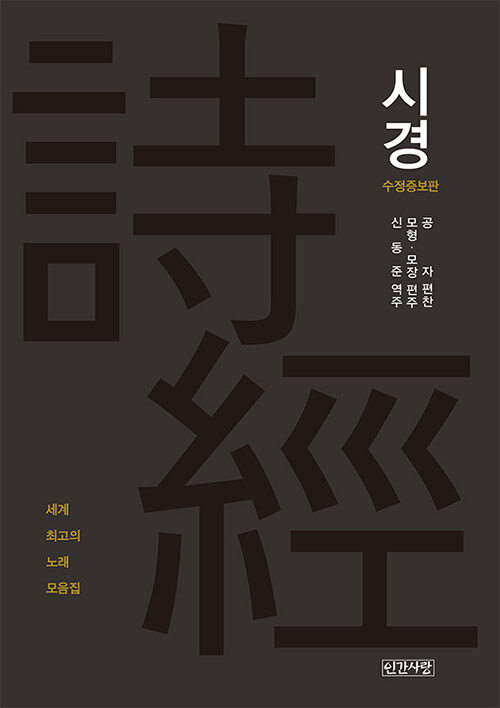 詩經
시경
수정증보판
공자 편찬
모형·모장 편주
신동준 역주
세계
최고의
노래
모음집
인간사랑